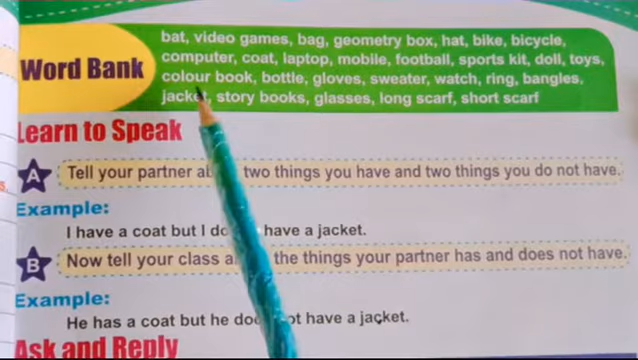 Word Bank
bat, video games, bag, geometry box, hat, bike, bicycle,
computer, coat, laptop, mobile, football, sports kit, doll, toys,
colour book, bottle, gloves, sweater, watch, ring, bangles,
jacket, story books, glasses, long scarf, short scarf
Learn to Speak
A
Tell your partner two things you have and two things you do not have.
Example:
I have a coat but I have a jacket.
B
Now tell your class the things your partner has and does not have.
Example:
He has a coat but he have a jacket.
Ask and Reply